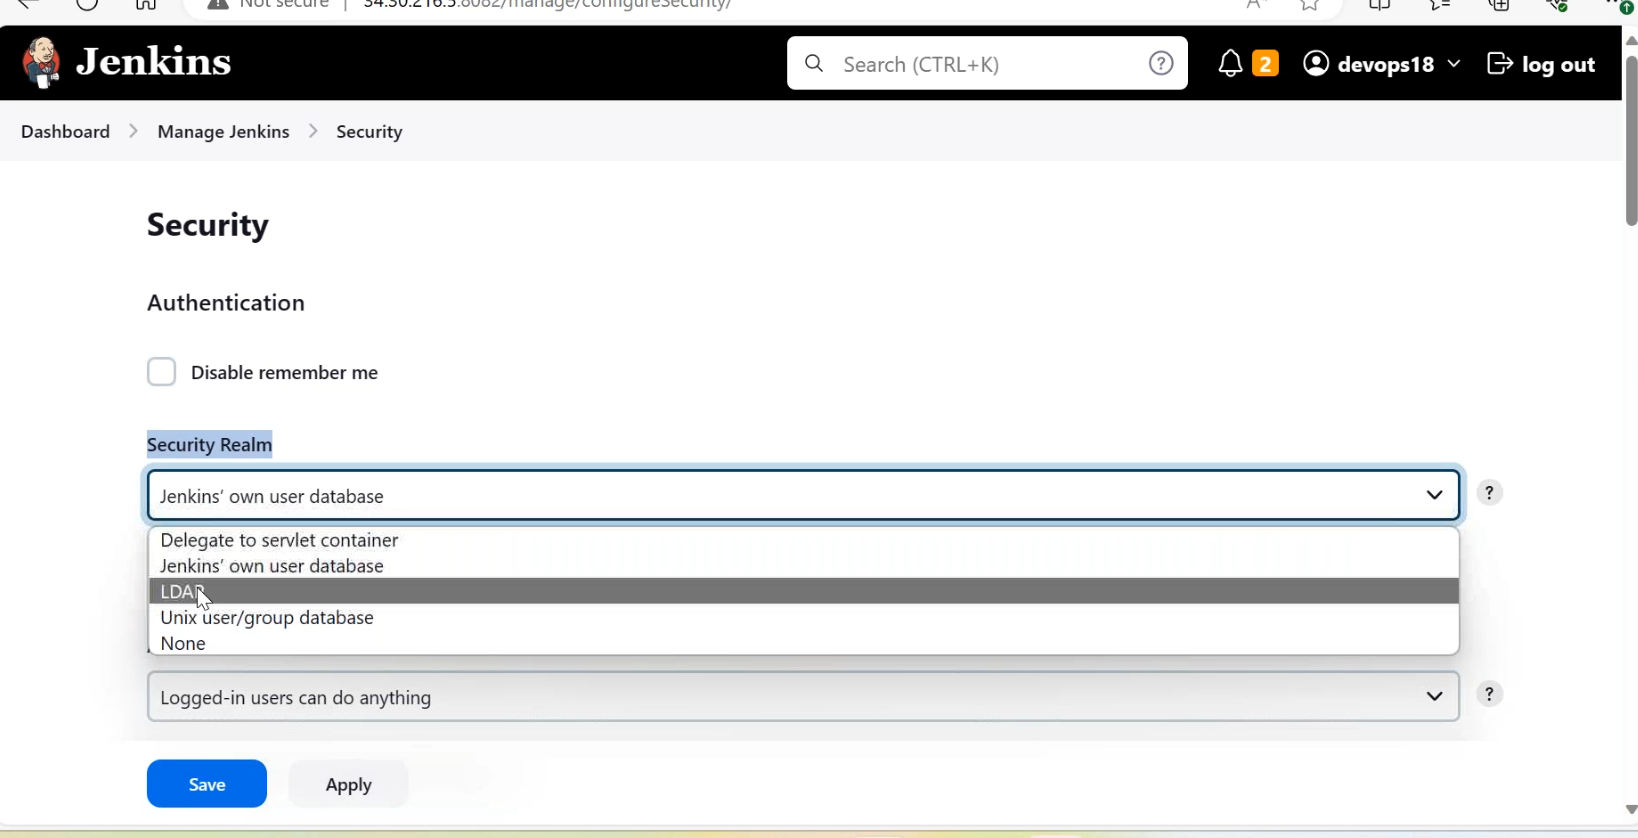 Not secure | 34.30.216.5:8082/manage/configureSecurity/
Jenkins
Search (CTRL+K)
?
2
devops18
log out
Dashboard > Manage Jenkins > Security
Security
Authentication
Disable remember me
Security Realm
Jenkins' own user database
?
Delegate to servlet container
Jenkins' own user database
LDAP
Unix user/group database
None
Logged-in users can do anything
?
Save
Apply